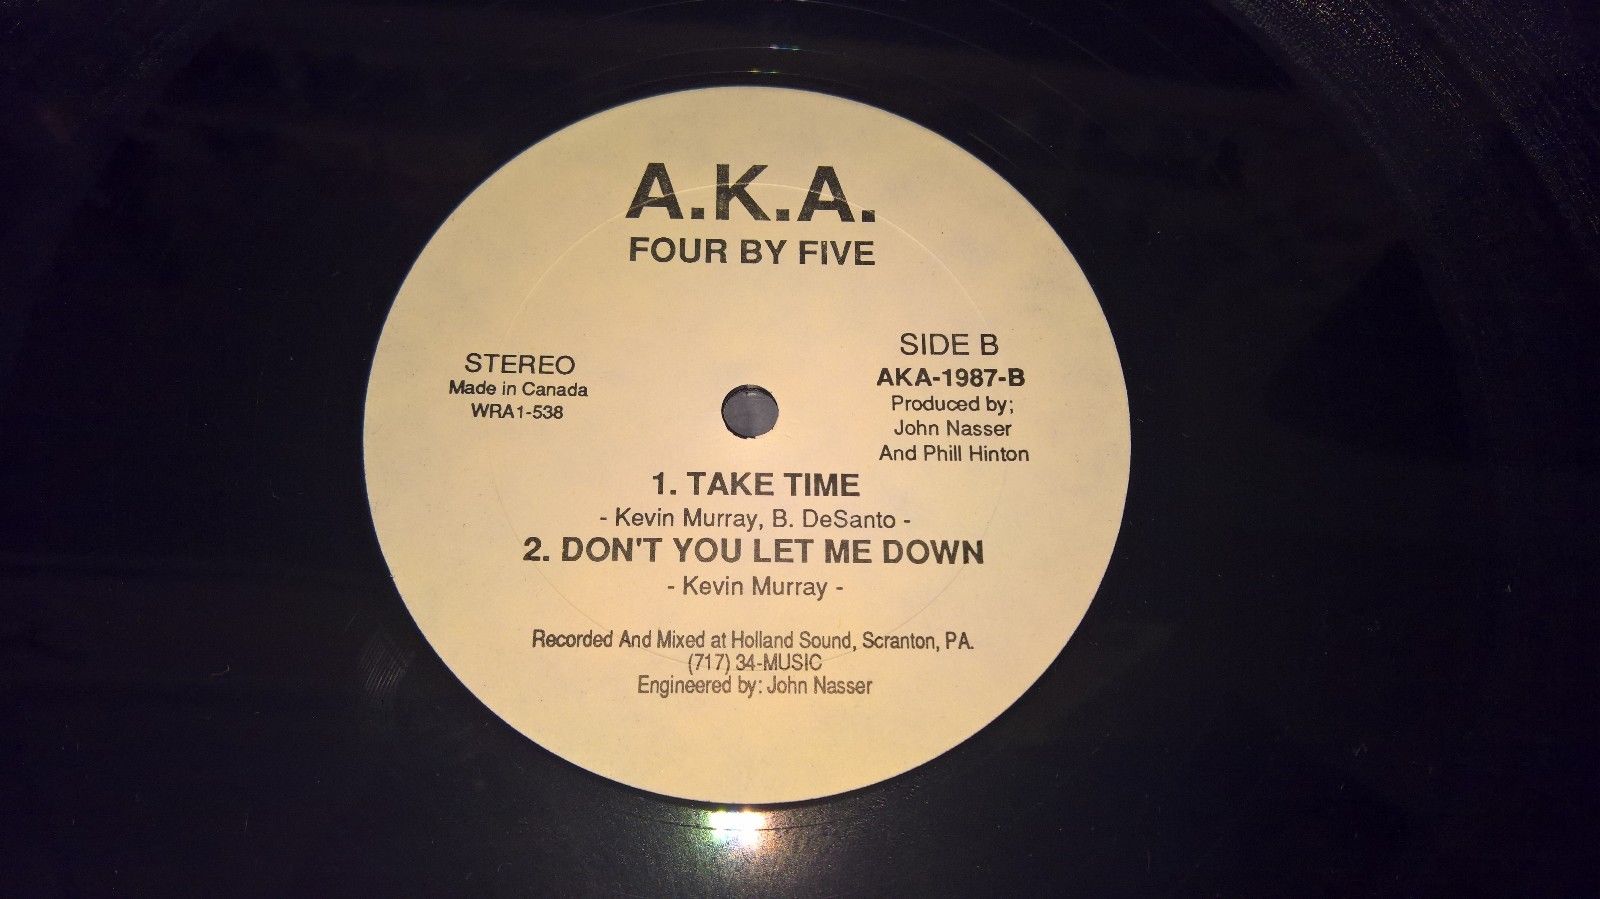 A.K.A.
FOUR BY FIVE
STEREO
Made in Canada
WRA1-538
SIDE B
AKA-1987-B
Produced by;
John Nasser
And Phill Hinton
1. TAKE TIME
- Kevin Murray, B. DeSanto -
2. DON'T YOU LET ME DOWN
- Kevin Murray -
Recorded And Mixed at Holland Sound, Scranton, PA.
(717) 34-MUSIC
Engineered by: John Nasser